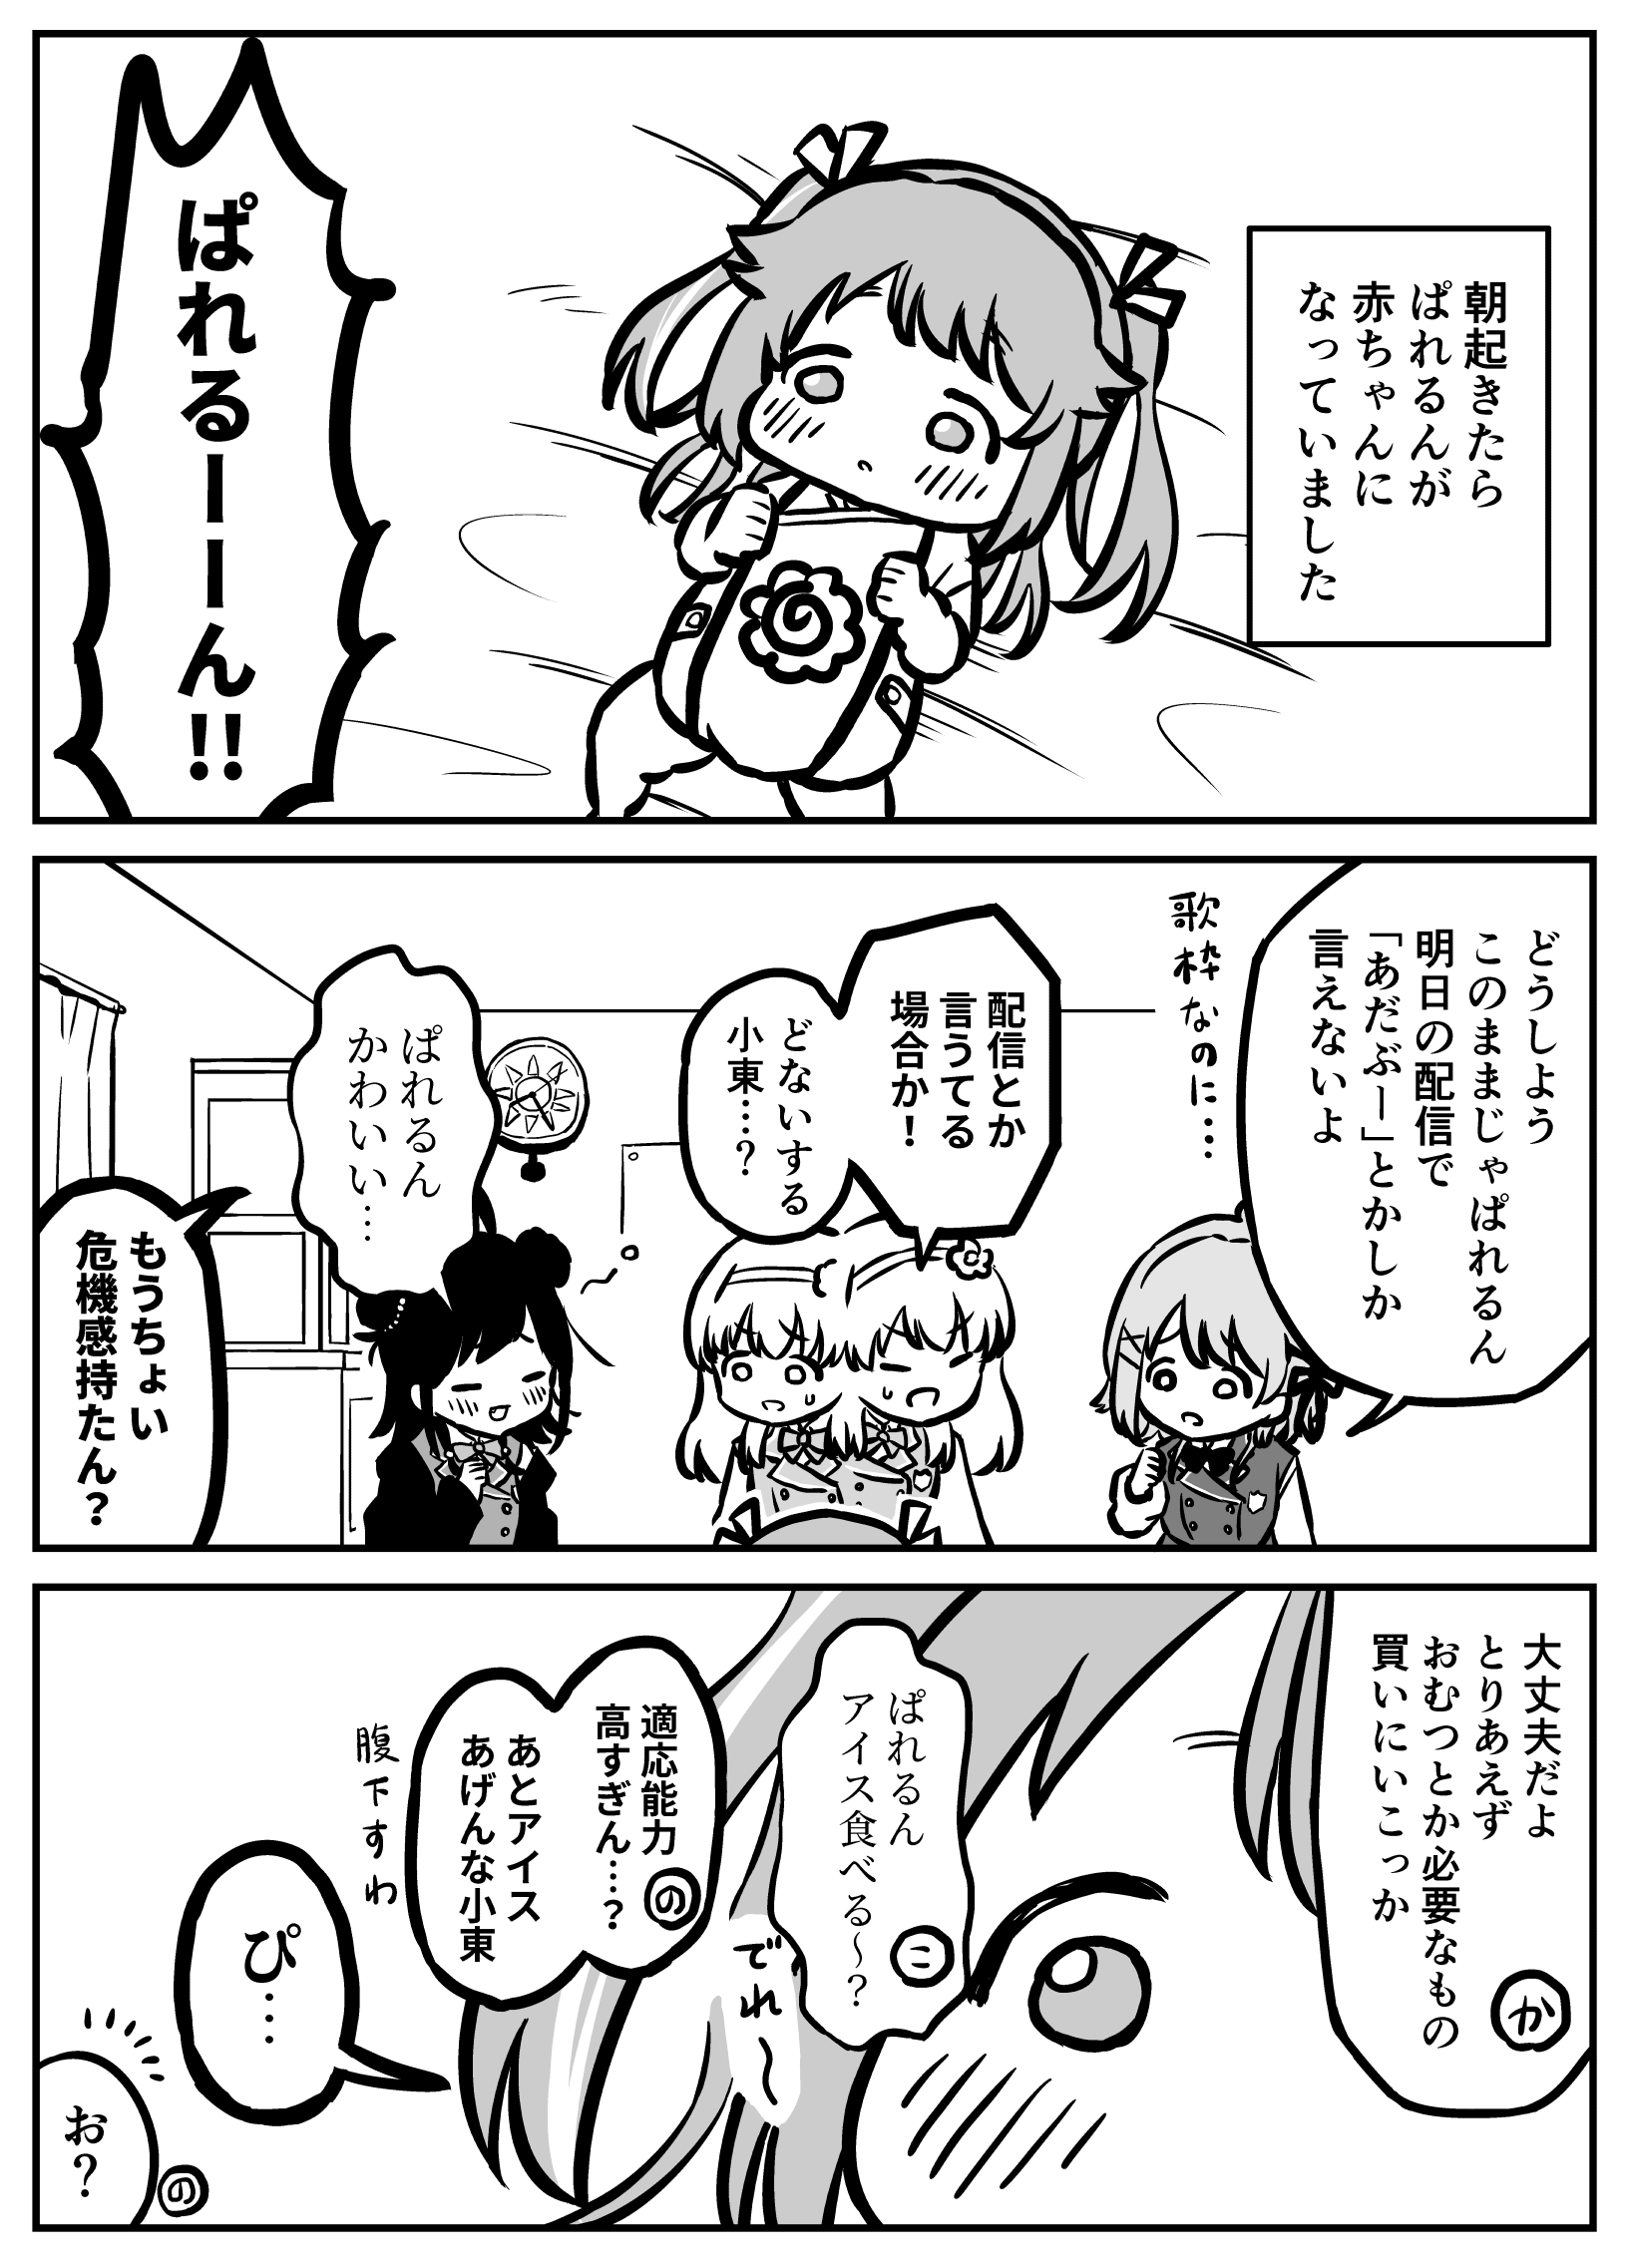 朝起きたら
ぱれるんが
赤ちゃんに
なっていました
ぱれるーーん!!
どうしよう
このままじゃぱれるん
明日の配信で
「あだぶー」とかしか
言えないよ
歌枠なのに…
配信とか
言うてる
場合か！
どないする
小東…？
ぱれるん
かわいい…
もうちょい
危機感持たん？
大丈夫だよ
とりあえず
おむつとか必要なもの
買いにいこっか
か
ぱれるん
アイス食べる～？
こ
でれ～
適応能力
高すぎん…？
の
あとアイス
あげんな小東
腹下すわ
ぴ…
お？
の